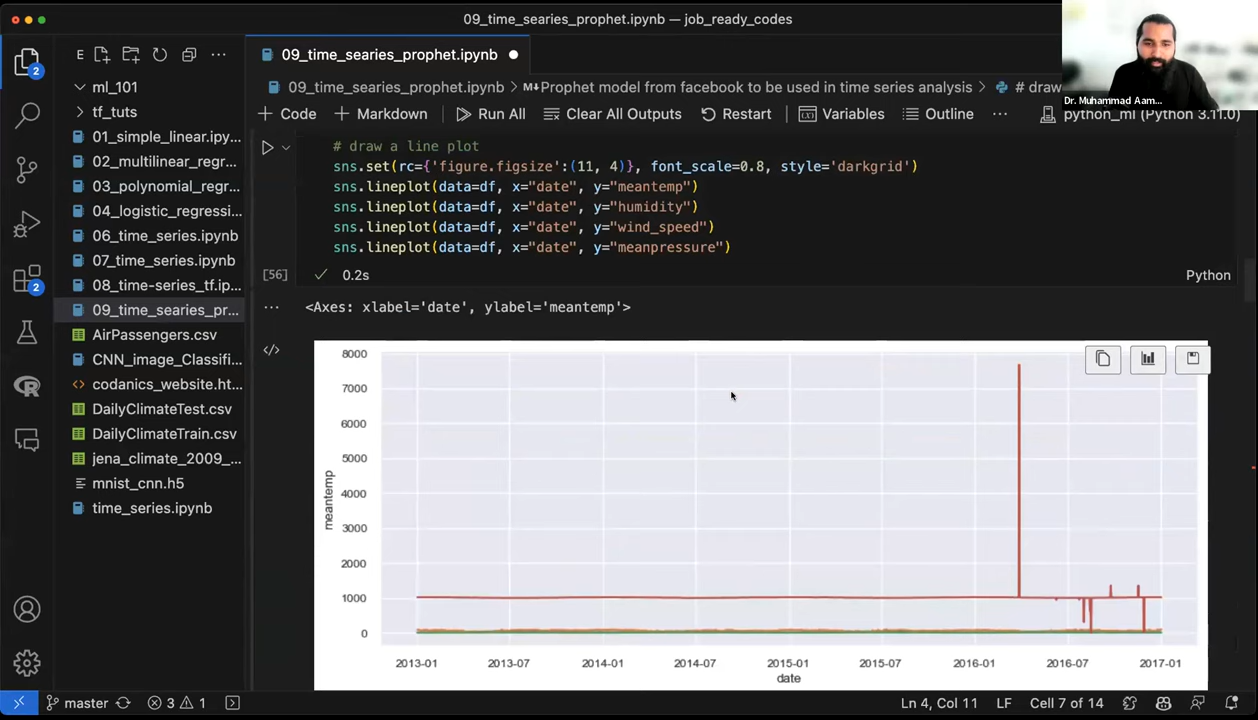 09_time_searies_prophet.ipynb — job_ready_codes
E
ml_101
tf_tuts
01_simple_linear.ipy...
02_multilinear_regr...
03_polynomial_regr...
04_logistic_regressi...
06_time_series.ipynb
07_time_series.ipynb
08_time-series_tf.ip...
09_time_searies_pr...
AirPassengers.csv
CNN_image_Classifi...
codanics_website.ht...
DailyClimateTest.csv
DailyClimateTrain.csv
jena_climate_2009_...
mnist_cnn.h5
time_series.ipynb
2
2
09_time_searies_prophet.ipynb
09_time_searies_prophet.ipynb > M↓Prophet model from facebook to be used in time series analysis > # draw
+ Code + Markdown Run All Clear All Outputs Restart Variables Outline ... python_ml (Python 3.11.0)
Dr. Muhammad Aam...
# draw a line plot
sns.set(rc={'figure.figsize':(11, 4)}, font_scale=0.8, style='darkgrid')
sns.lineplot(data=df, x="date", y="meantemp")
sns.lineplot(data=df, x="date", y="humidity")
sns.lineplot(data=df, x="date", y="wind_speed")
sns.lineplot(data=df, x="date", y="meanpressure")
[56] 0.2s Python
<Axes: xlabel='date', ylabel='meantemp'>
8000
7000
6000
5000
4000
3000
2000
1000
0
meantemp
2013-01 2013-07 2014-01 2014-07 2015-01 2015-07 2016-01 2016-07 2017-01
date
master 3 1 Ln 4, Col 11 LF Cell 7 of 14